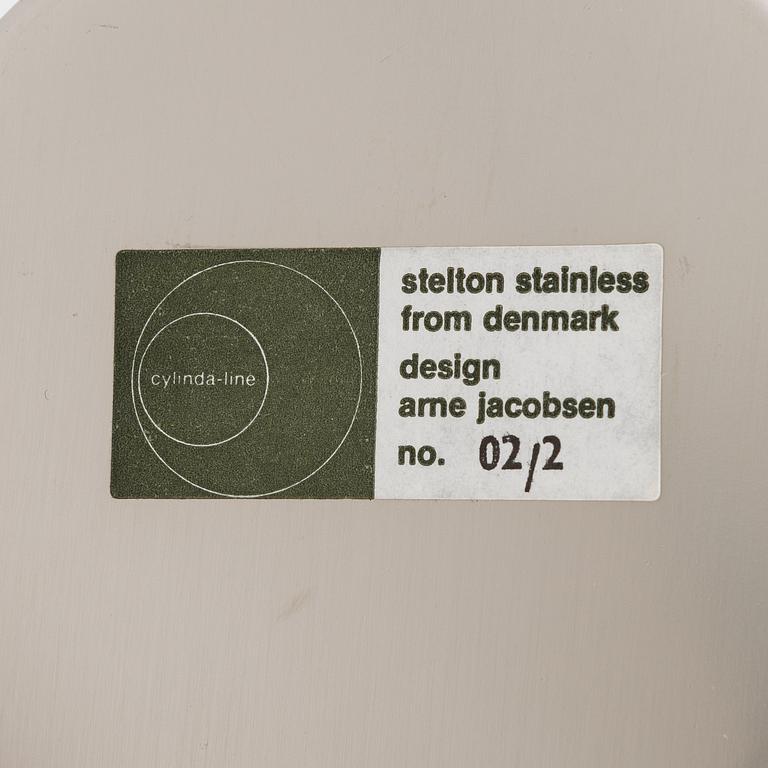 cylinda-line
stelton stainless
from denmark
design
arne jacobsen
no. 02/2